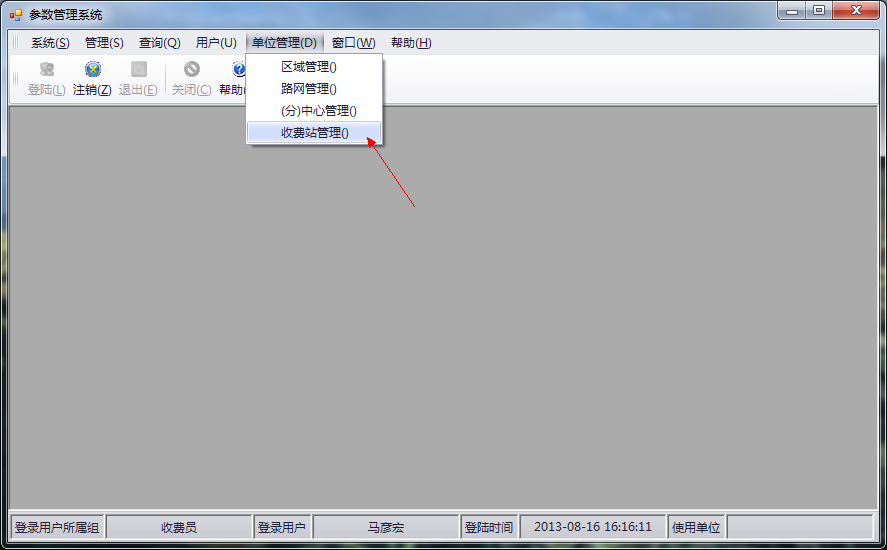 参数管理系统
系统(S) 管理(S) 查询(Q) 用户(U) 单位管理(D) 窗口(W) 帮助(H)
登陆(L) 注销(Z) 退出(E) 关闭(C) 帮助(
区域管理()
路网管理()
(分)中心管理()
收费站管理()
登录用户所属组 收费员 登录用户 马彦宏 登陆时间 2013-08-16 16:16:11 使用单位